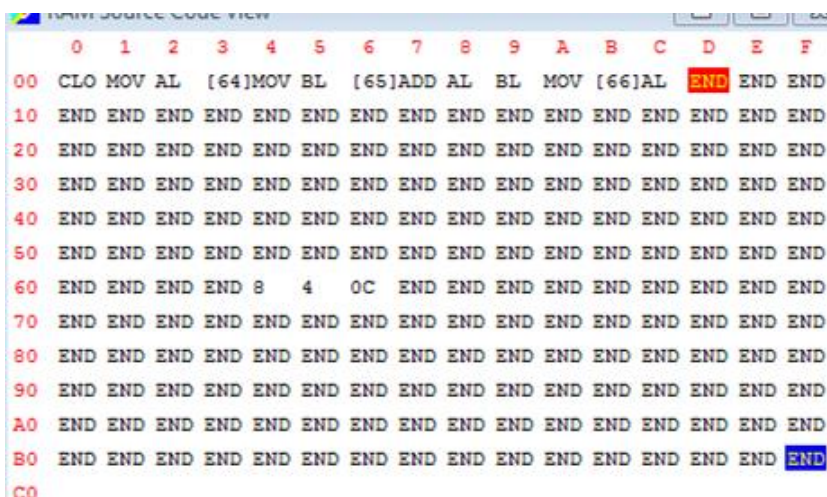 RAM Source Code View
0 1 2 3 4 5 6 7 8 9 A B C D E F
00 CLO MOV AL [64]MOV BL [65]ADD AL BL MOV [66]AL END END END
10 END END END END END END END END END END END END END END END END
20 END END END END END END END END END END END END END END END END
30 END END END END END END END END END END END END END END END END
40 END END END END END END END END END END END END END END END END
50 END END END END END END END END END END END END END END END END
60 END END END END 8 4 0C END END END END END END END END END
70 END END END END END END END END END END END END END END END END
80 END END END END END END END END END END END END END END END END
90 END END END END END END END END END END END END END END END END
A0 END END END END END END END END END END END END END END END END
B0 END END END END END END END END END END END END END END END END
C0